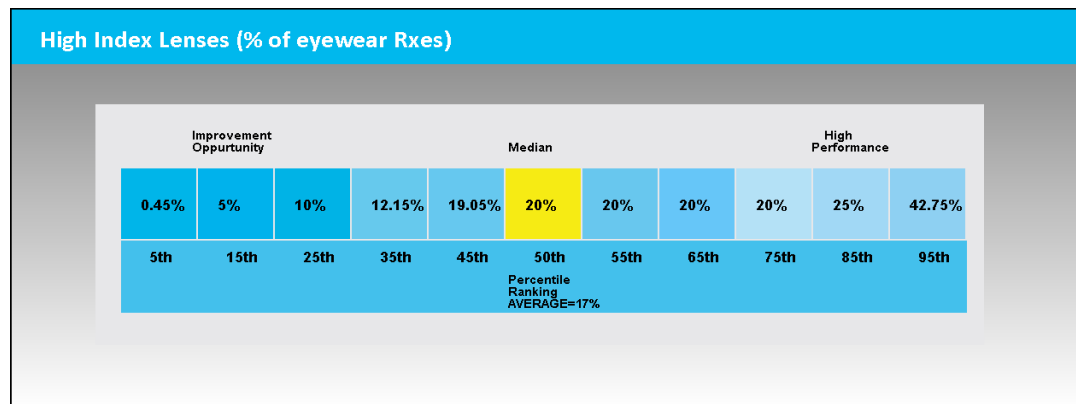 High Index Lenses (% of eyewear Rxes)
Improvement
Oppurtunity
Median
High
Performance
0.45% 5% 10% 12.15% 19.05% 20% 20% 20% 20% 25% 42.75%
5th 15th 25th 35th 45th 50th 55th 65th 75th 85th 95th
Percentile
Ranking
AVERAGE=17%